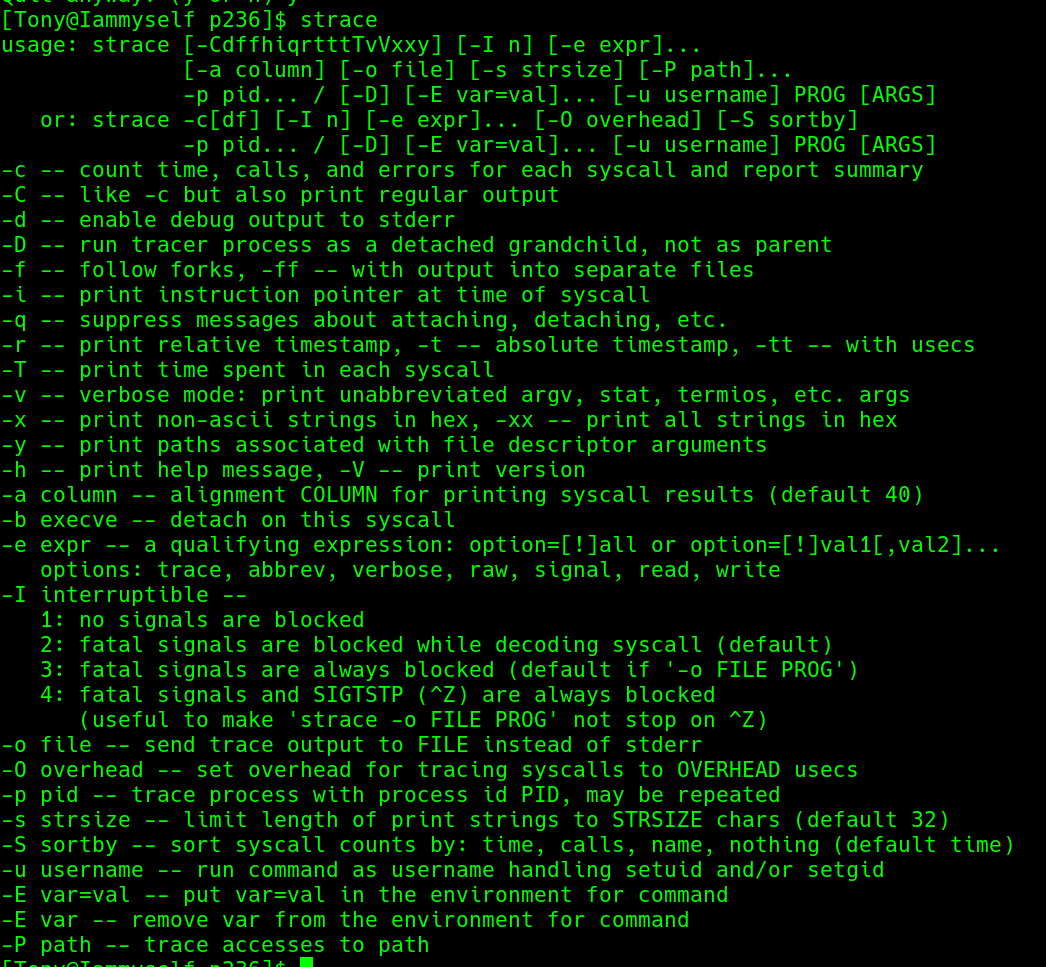 Quit anyway? (y or n) y
[Tony@Iammyself p236]$ strace
usage: strace [-CdffhiqrtttTvVxxy] [-I n] [-e expr]...
              [-a column] [-o file] [-s strsize] [-P path]...
              -p pid... / [-D] [-E var=val]... [-u username] PROG [ARGS]
   or: strace -c[df] [-I n] [-e expr]... [-O overhead] [-S sortby]
              -p pid... / [-D] [-E var=val]... [-u username] PROG [ARGS]
-c -- count time, calls, and errors for each syscall and report summary
-C -- like -c but also print regular output
-d -- enable debug output to stderr
-D -- run tracer process as a detached grandchild, not as parent
-f -- follow forks, -ff -- with output into separate files
-i -- print instruction pointer at time of syscall
-q -- suppress messages about attaching, detaching, etc.
-r -- print relative timestamp, -t -- absolute timestamp, -tt -- with usecs
-T -- print time spent in each syscall
-v -- verbose mode: print unabbreviated argv, stat, termios, etc. args
-x -- print non-ascii strings in hex, -xx -- print all strings in hex
-y -- print paths associated with file descriptor arguments
-h -- print help message, -V -- print version
-a column -- alignment COLUMN for printing syscall results (default 40)
-b execve -- detach on this syscall
-e expr -- a qualifying expression: option=[!]all or option=[!]val1[,val2]...
   options: trace, abbrev, verbose, raw, signal, read, write
-I interruptible --
   1: no signals are blocked
   2: fatal signals are blocked while decoding syscall (default)
   3: fatal signals are always blocked (default if '-o FILE PROG')
   4: fatal signals and SIGTSTP (^Z) are always blocked
      (useful to make 'strace -o FILE PROG' not stop on ^Z)
-o file -- send trace output to FILE instead of stderr
-O overhead -- set overhead for tracing syscalls to OVERHEAD usecs
-p pid -- trace process with process id PID, may be repeated
-s strsize -- limit length of print strings to STRSIZE chars (default 32)
-S sortby -- sort syscall counts by: time, calls, name, nothing (default time)
-u username -- run command as username handling setuid and/or setgid
-E var=val -- put var=val in the environment for command
-E var -- remove var from the environment for command
-P path -- trace accesses to path
[Tony@Iammyself p236]$